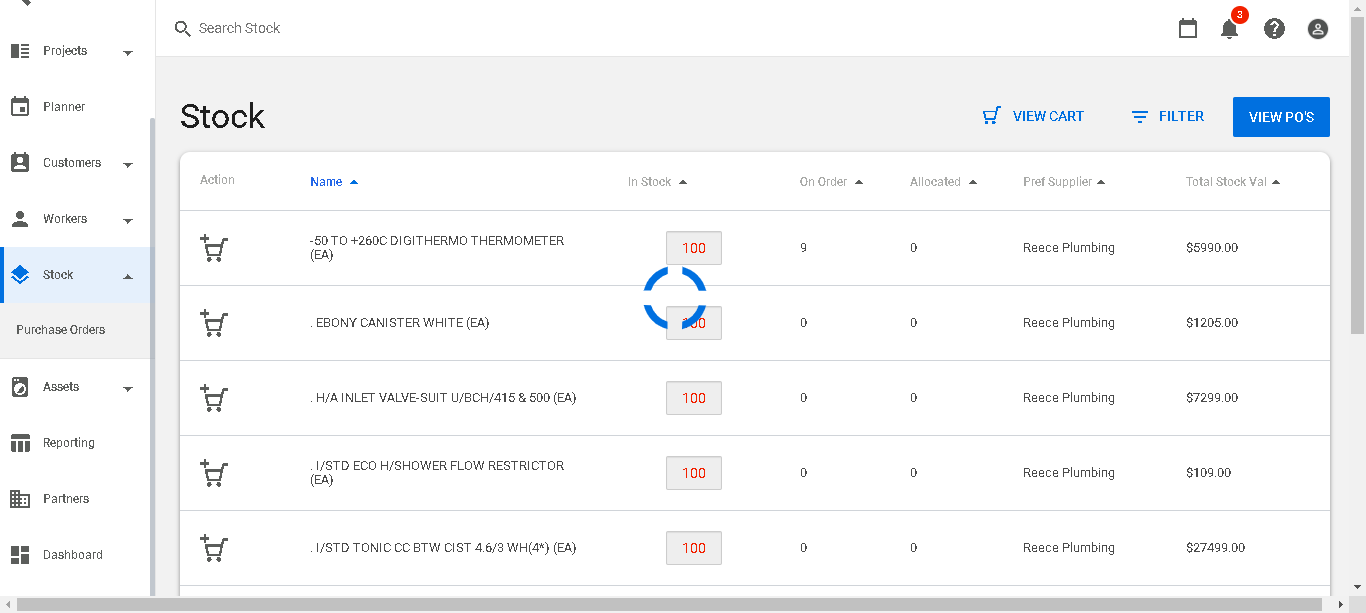 Search Stock
3
Projects
Planner
Customers
Workers
Stock
Purchase Orders
Assets
Reporting
Partners
Dashboard
Stock
VIEW CART
FILTER
VIEW PO'S
Action
Name
In Stock
On Order
Allocated
Pref Supplier
Total Stock Val
-50 TO +260C DIGITHERMO THERMOMETER
(EA)
100
9
0
Reece Plumbing
$5990.00
. EBONY CANISTER WHITE (EA)
100
0
0
Reece Plumbing
$1205.00
. H/A INLET VALVE-SUIT U/BCH/415 & 500 (EA)
100
0
0
Reece Plumbing
$7299.00
. I/STD ECO H/SHOWER FLOW RESTRICTOR
(EA)
100
0
0
Reece Plumbing
$109.00
. I/STD TONIC CC BTW CIST 4.6/3 WH(4*) (EA)
100
0
0
Reece Plumbing
$27499.00